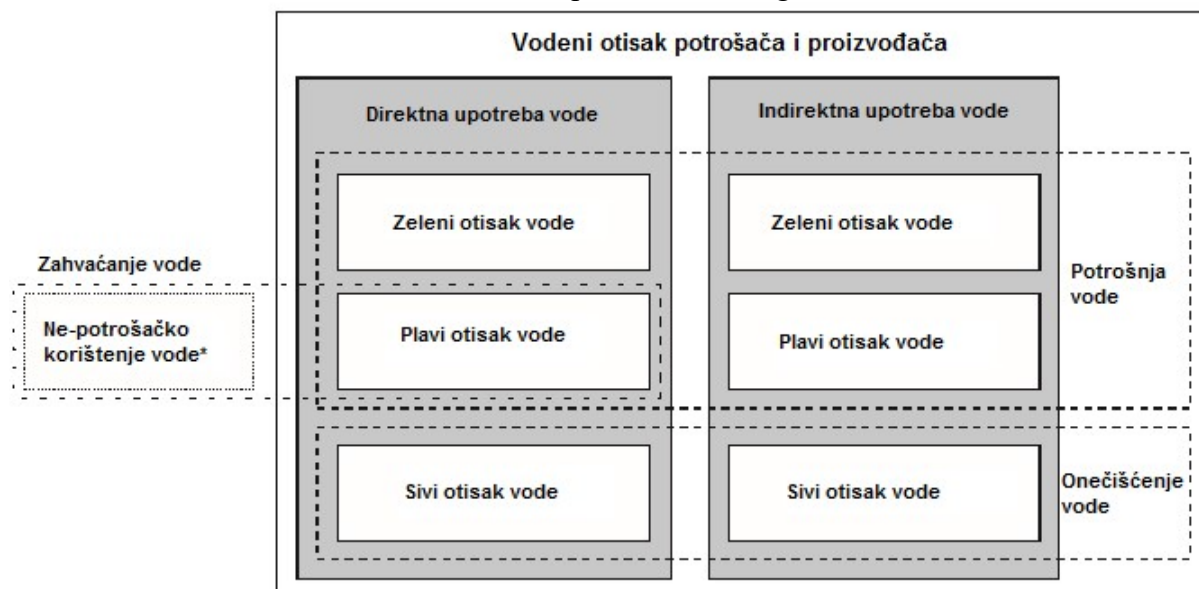 Vodeni otisak potrošača i proizvođača
Direktna upotreba vode
Indirektna upotreba vode
Zeleni otisak vode
Zeleni otisak vode
Zahvaćanje vode
Potrošnja
vode
Ne-potrošačko
korištenje vode*
Plavi otisak vode
Plavi otisak vode
Sivi otisak vode
Sivi otisak vode
Onečišćenje
vode